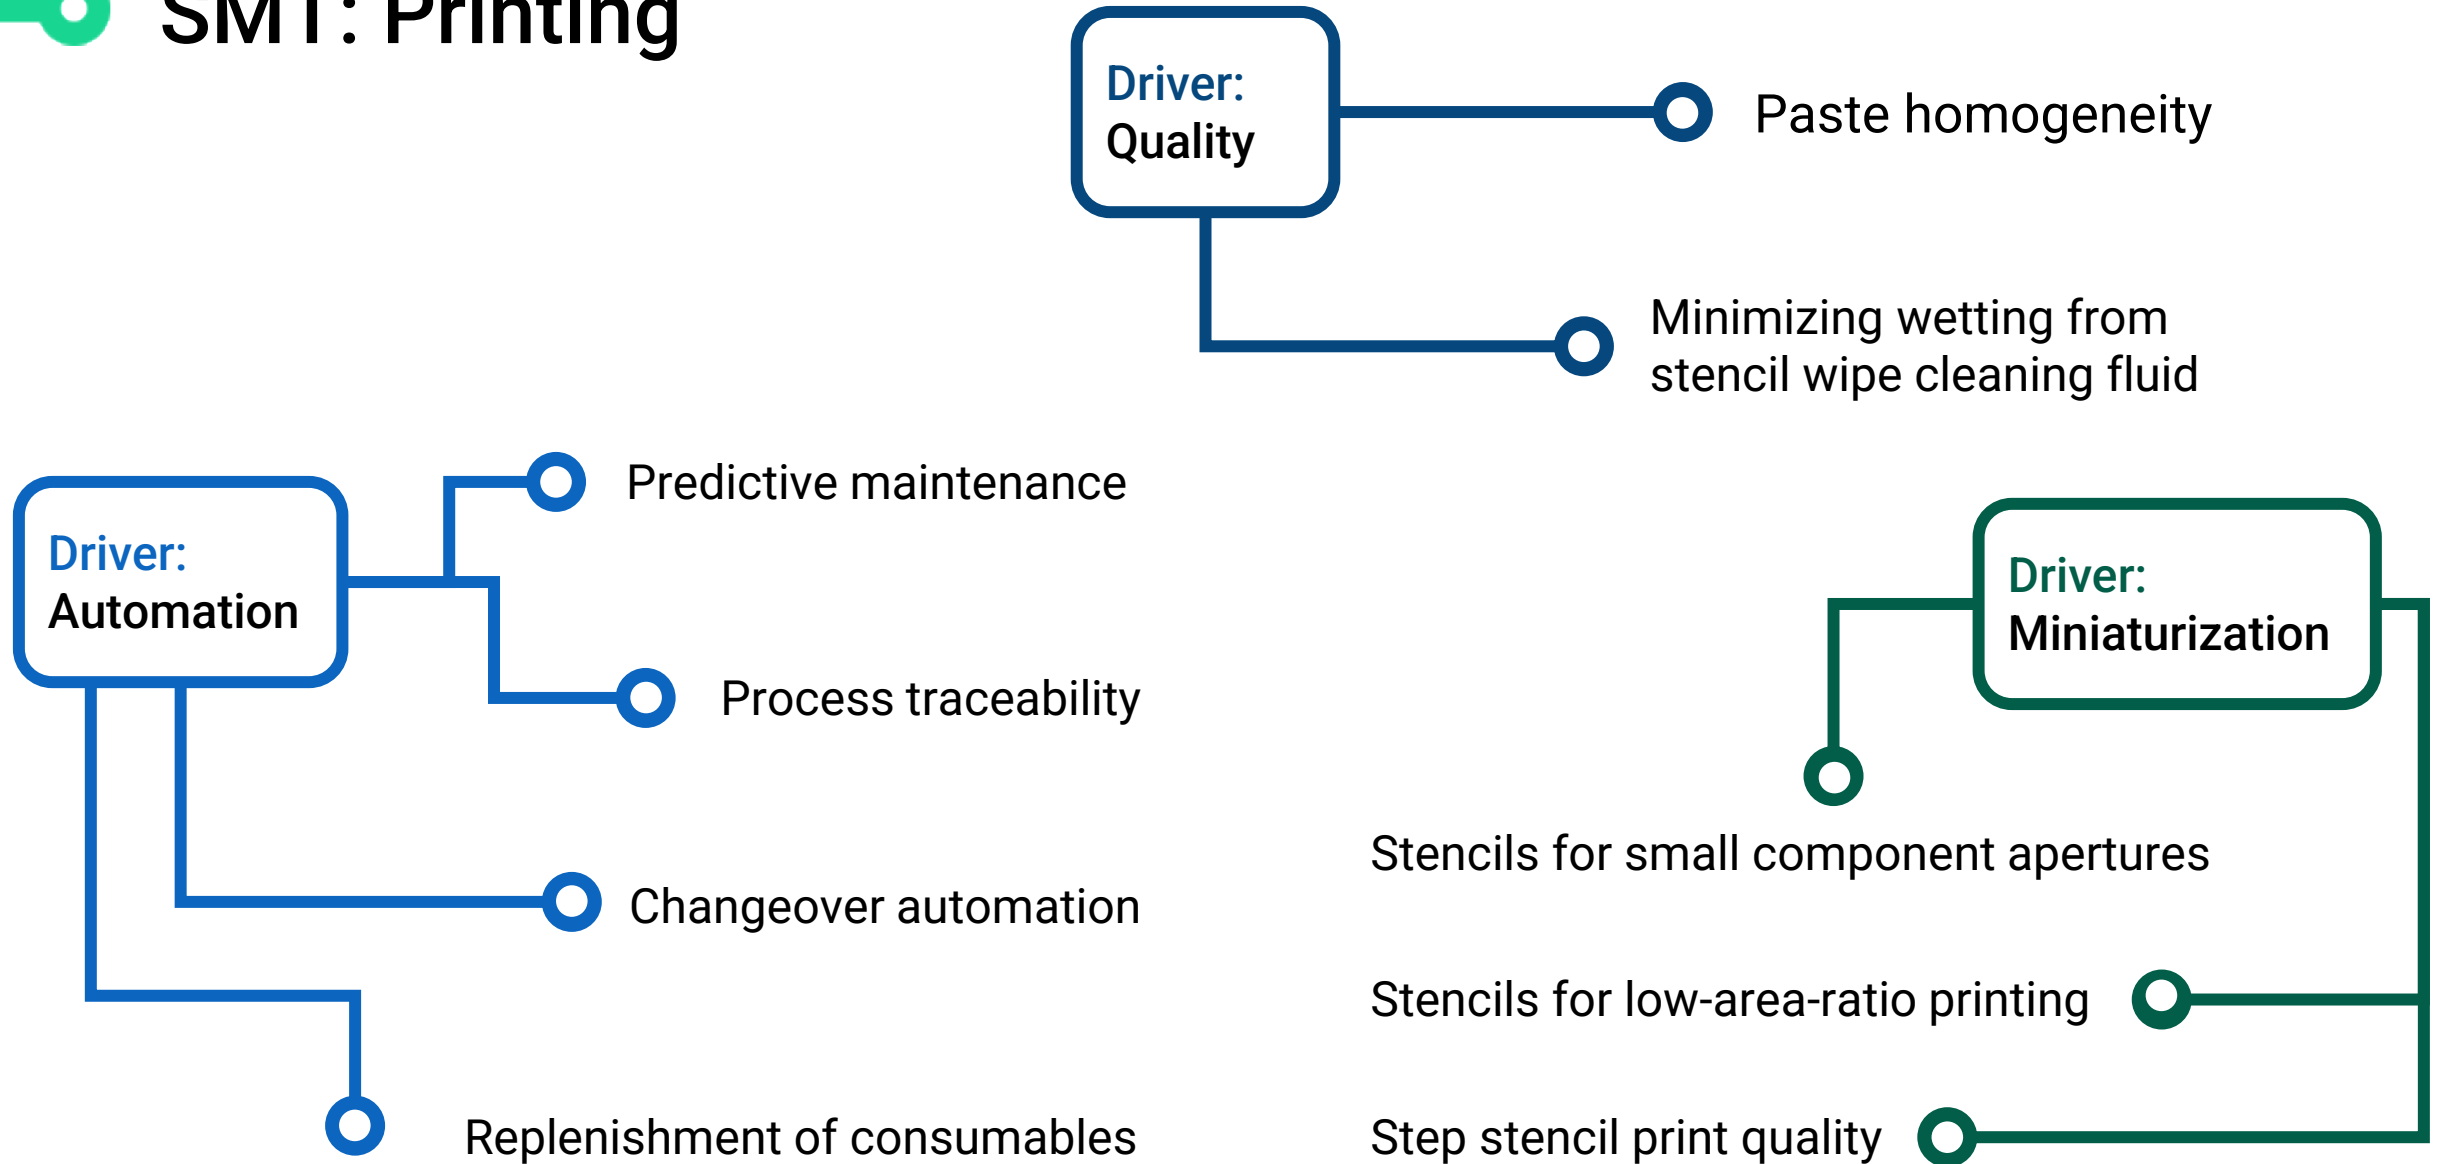 SMT: Printing
Driver:
Quality
Paste homogeneity
Minimizing wetting from
stencil wipe cleaning fluid
Driver:
Automation
Predictive maintenance
Process traceability
Changeover automation
Replenishment of consumables
Driver:
Miniaturization
Stencils for small component apertures
Stencils for low-area-ratio printing
Step stencil print quality